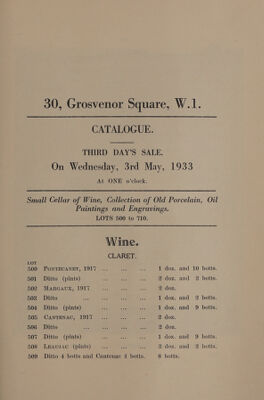 30, Grosvenor Square, W.1.
CATALOGUE.
THIRD DAY'S SALE.
On Wednesday, 3rd May, 1933
At ONE o'clock.
Small Cellar of Wine, Collection of Old Porcelain, Oil
Paintings and Engravings.
LOTS 500 to 710.
Wine.
CLARET.
LOT
500 PONTECANET, 1917 ... ... ... 1 doz. and 10 botts.
501 Ditto (pints) ... ... ... 2 doz. and 2 botts.
502 MARGAUX, 1917 ... ... ... 2 doz.
503 Ditto ... ... ... ... 1 doz. and 2 botts.
504 Ditto (pints) ... ... ... 1 doz. and 9 botts.
505 CANTENAC, 1917 ... ... ... 2 doz.
506 Ditto ... ... ... ... 2 doz.
507 Ditto (pints) ... ... ... 1 doz. and 9 botts.
508 (pints) ... ... ... 2 doz. and 2 botts.
509 Ditto 4 botts and Cantenac 4 botts. 8 botts.